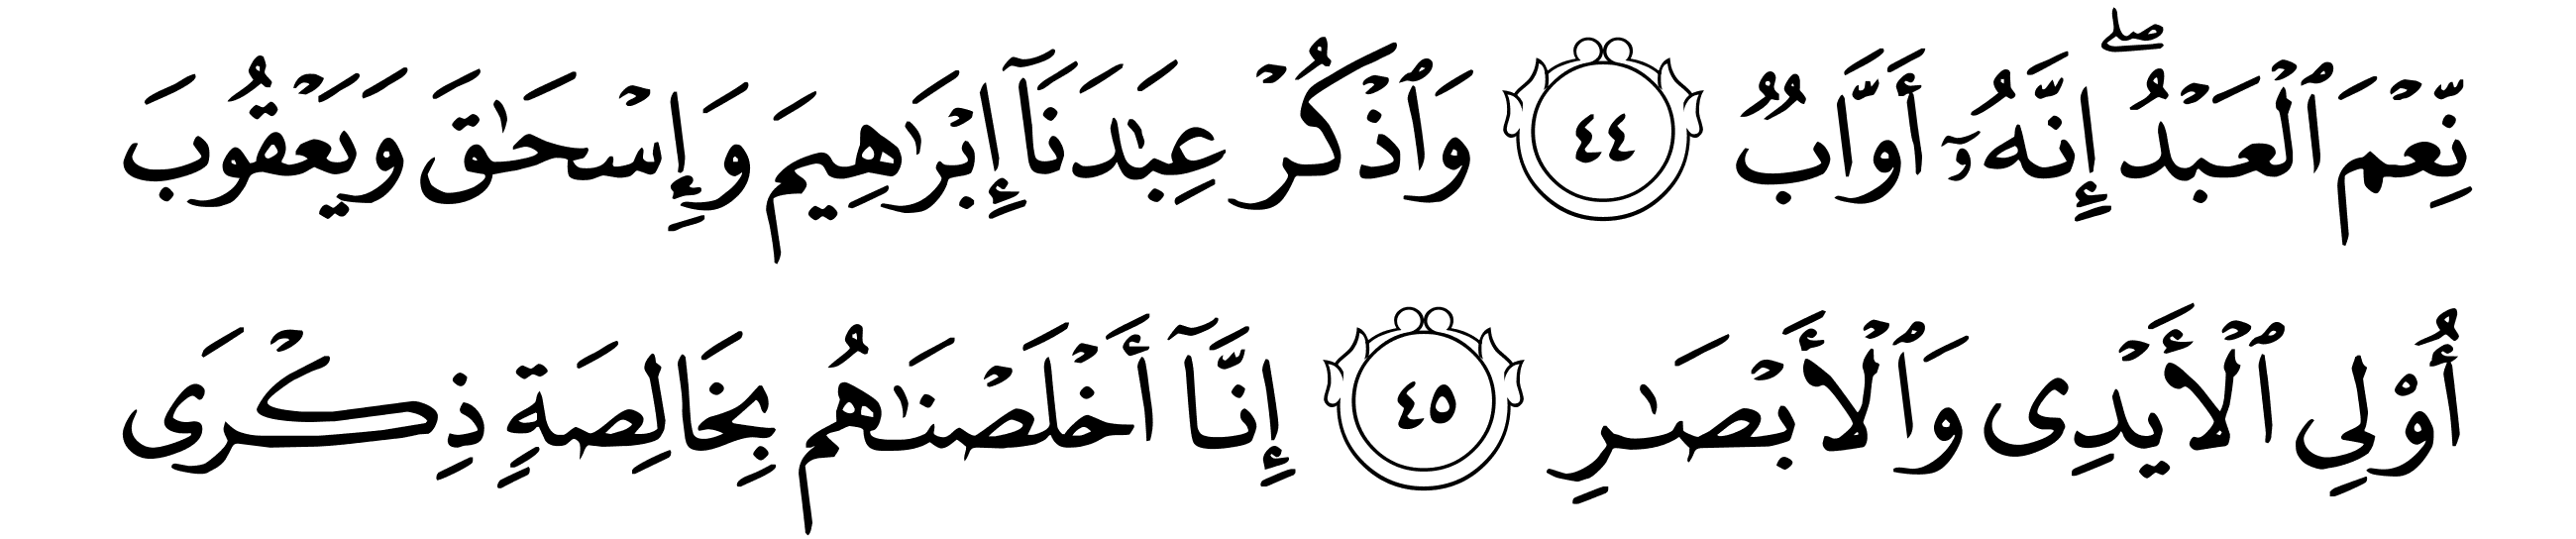 نِّعْمَ ٱلْعَبْدُ ۖ إِنَّهُۥٓ أَوَّابٌ ٤٤ وَٱذْكُرْ عِبَـٰدَنَآ إِبْرَٰهِيمَ وَإِسْحَـٰقَ وَيَعْقُوبَ
أُو۟لِى ٱلْأَيْدِى وَٱلْأَبْصَـٰرِ ٤٥ إِنَّآ أَخْلَصْنَـٰهُم بِخَالِصَةٍ ذِكْرَى